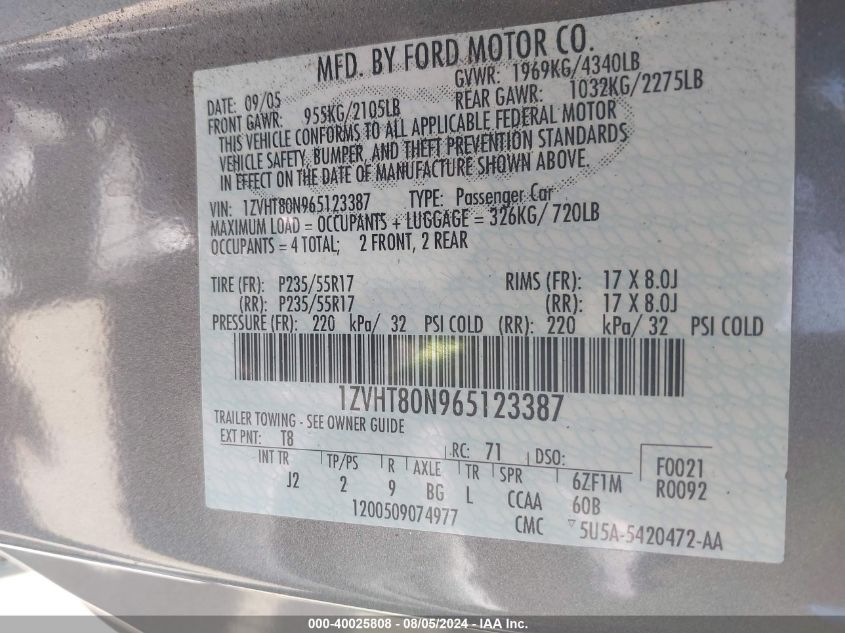 MFD. BY FORD MOTOR CO.
DATE: 09/05 GVWR: 1969KG/4340LB
FRONT GAWR: 955KG/2105LB REAR GAWR: 1032KG/2275LB
THIS VEHICLE CONFORMS TO ALL APPLICABLE FEDERAL MOTOR
VEHICLE SAFETY, BUMPER, AND THEFT PREVENTION STANDARDS
IN EFFECT ON THE DATE OF MANUFACTURE SHOWN ABOVE.
VIN: 1ZVHT80N965123387 TYPE: Passenger Car
MAXIMUM LOAD = OCCUPANTS + LUGGAGE = 326KG/ 720LB
OCCUPANTS = 4 TOTAL; 2 FRONT, 2 REAR
TIRE (FR): P235/55R17 RIMS (FR): 17 X 8.0J
(RR): P235/55R17 (RR): 17 X 8.0J
PRESSURE (FR): 220 kPa/ 32 PSI COLD (RR): 220 kPa/ 32 PSI COLD
1ZVHT80N965123387
TRAILER TOWING - SEE OWNER GUIDE
EXT PNT: T8 RC: 71 DSO: F0021
INT TR TP/PS R AXLE TR SPR 6ZF1M R0092
J2 2 9 BG L CCAA 60B
1200509074977 CMC ▽5U5A-5420472-AA
000-40025808 - 08/05/2024 - IAA Inc.